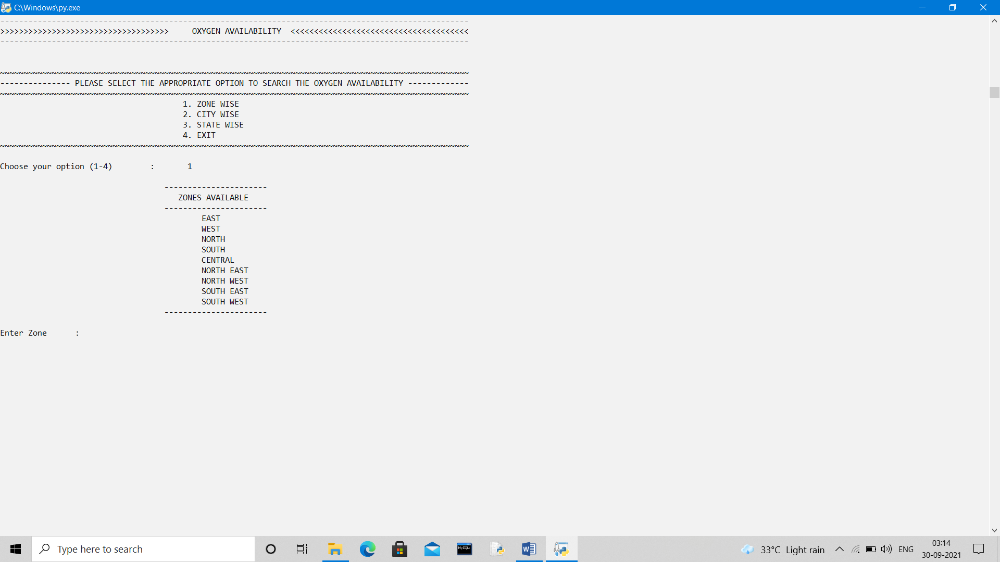 C:\Windows\py.exe
----------------------------------------------------------------------------------------------------
>>>>>>>>>>>>>>>>>>>>>>>>>>>>>>>>>>>>     OXYGEN AVAILABILITY  <<<<<<<<<<<<<<<<<<<<<<<<<<<<<<<<<<<<<<
----------------------------------------------------------------------------------------------------
~~~~~~~~~~~~~~~~~~~~~~~~~~~~~~~~~~~~~~~~~~~~~~~~~~~~~~~~~~~~~~~~~~~~~~~~~~~~~~~~~~~~~~~~~~~~~~~~~~~~
--------------- PLEASE SELECT THE APPROPRIATE OPTION TO SEARCH THE OXYGEN AVAILABILITY -------------
~~~~~~~~~~~~~~~~~~~~~~~~~~~~~~~~~~~~~~~~~~~~~~~~~~~~~~~~~~~~~~~~~~~~~~~~~~~~~~~~~~~~~~~~~~~~~~~~~~~~
1. ZONE WISE
2. CITY WISE
3. STATE WISE
4. EXIT
~~~~~~~~~~~~~~~~~~~~~~~~~~~~~~~~~~~~~~~~~~~~~~~~~~~~~~~~~~~~~~~~~~~~~~~~~~~~~~~~~~~~~~~~~~~~~~~~~~~~
Choose your option (1-4)        :       1
----------------------
ZONES AVAILABLE
----------------------
EAST
WEST
NORTH
SOUTH
CENTRAL
NORTH EAST
NORTH WEST
SOUTH EAST
SOUTH WEST
----------------------
Enter Zone      :
Type here to search
MySQL
W
33°C Light rain
ENG
03:14
30-09-2021